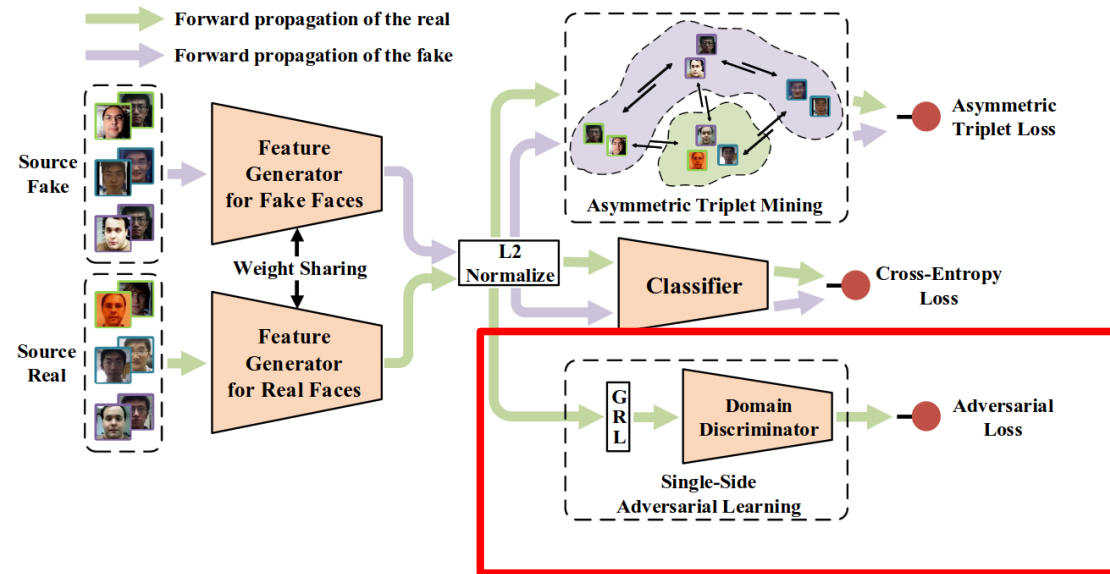 Forward propagation of the real
Forward propagation of the fake
Source
Fake
Feature
Generator
for Fake Faces
Weight Sharing
Source
Real
Feature
Generator
for Real Faces
L2
Normalize
Asymmetric Triplet Mining
Asymmetric
Triplet Loss
Classifier
Cross-Entropy
Loss
G
R
L
Domain
Discriminator
Single-Side
Adversarial Learning
Adversarial
Loss